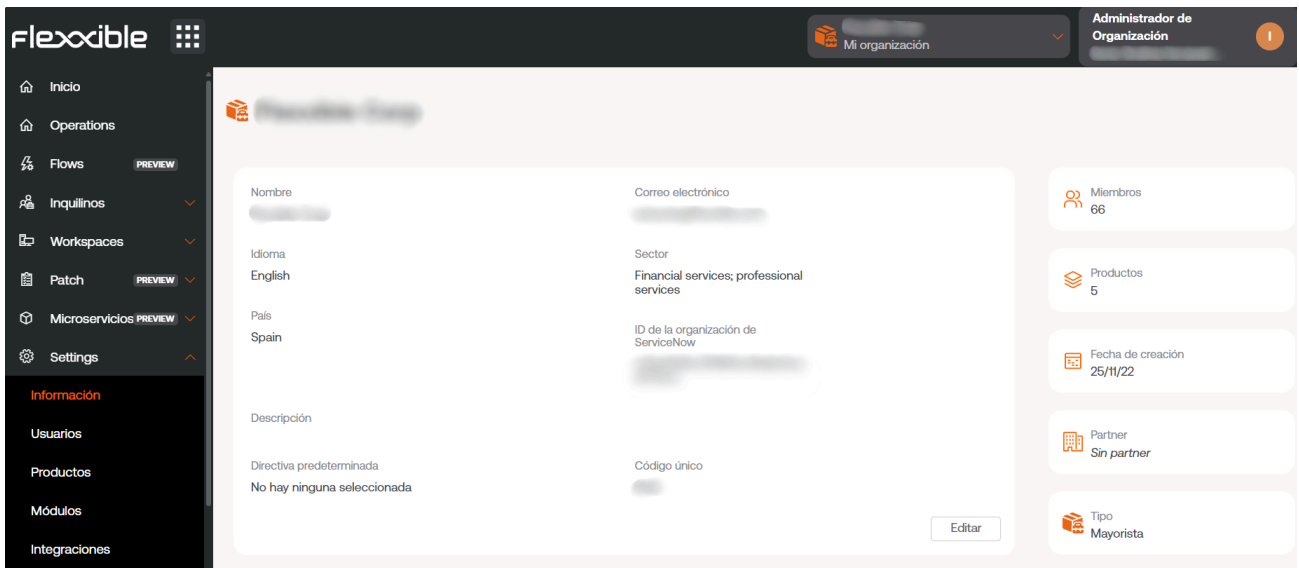 Flexxible
Mi organización
Administrador de
Organización
I
Inicio
Operations
Flows PREVIEW
Inquilinos
Workspaces
Patch PREVIEW
Microservicios PREVIEW
Settings
Información
Usuarios
Productos
Módulos
Integraciones
Nombre
Correo electrónico
Idioma
English
Sector
Financial services; professional
services
País
Spain
ID de la organización de
ServiceNow
Descripción
Directiva predeterminada
No hay ninguna seleccionada
Código único
Editar
Miembros
66
Productos
5
Fecha de creación
25/11/22
Partner
Sin partner
Tipo
Mayorista